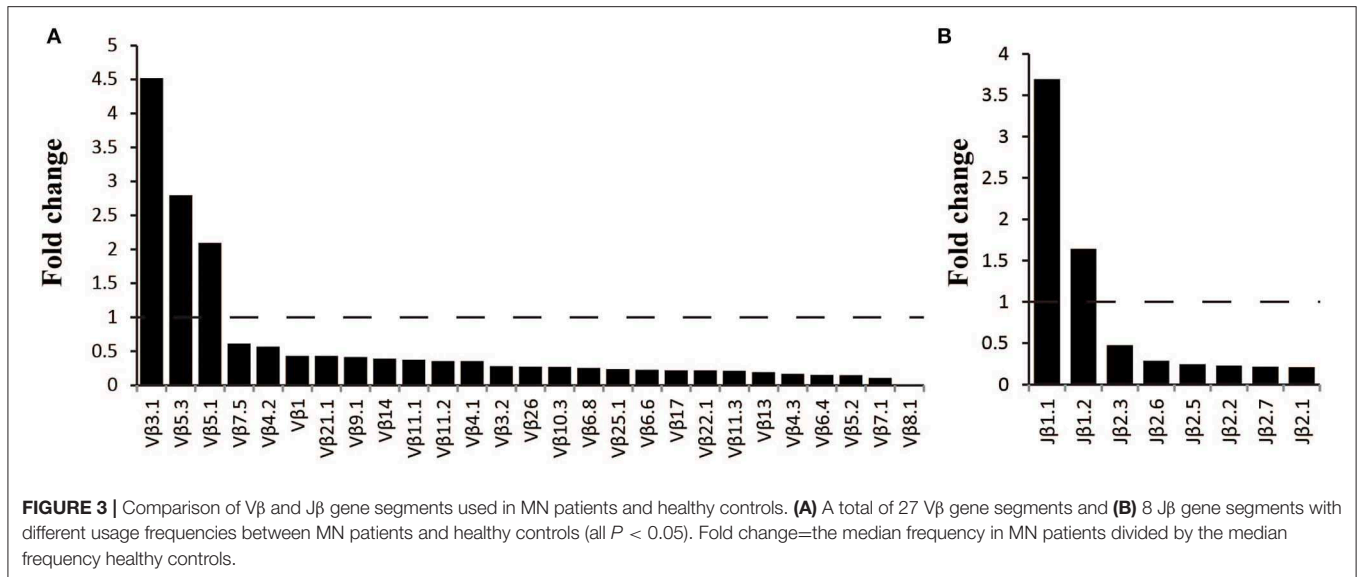 A
Fold change
5
4.5
4
3.5
3
2.5
2
1.5
1
0.5
0
Vβ3.1
Vβ5.3
Vβ5.1
Vβ7.5
Vβ4.2
Vβ1
Vβ21.1
Vβ9.1
Vβ14
Vβ11.1
Vβ11.2
Vβ4.1
Vβ3.2
Vβ26
Vβ10.3
Vβ6.8
Vβ25.1
Vβ6.6
Vβ17
Vβ22.1
Vβ11.3
Vβ13
Vβ4.3
Vβ6.4
Vβ5.2
Vβ7.1
Vβ8.1
B
Fold change
4
3.5
3
2.5
2
1.5
1
0.5
0
Jβ1.1
Jβ1.2
Jβ2.3
Jβ2.6
Jβ2.5
Jβ2.2
Jβ2.7
Jβ2.1
FIGURE 3 | Comparison of Vβ and Jβ gene segments used in MN patients and healthy controls. (A) A total of 27 Vβ gene segments and (B) 8 Jβ gene segments with
different usage frequencies between MN patients and healthy controls (all P < 0.05). Fold change=the median frequency in MN patients divided by the median
frequency healthy controls.